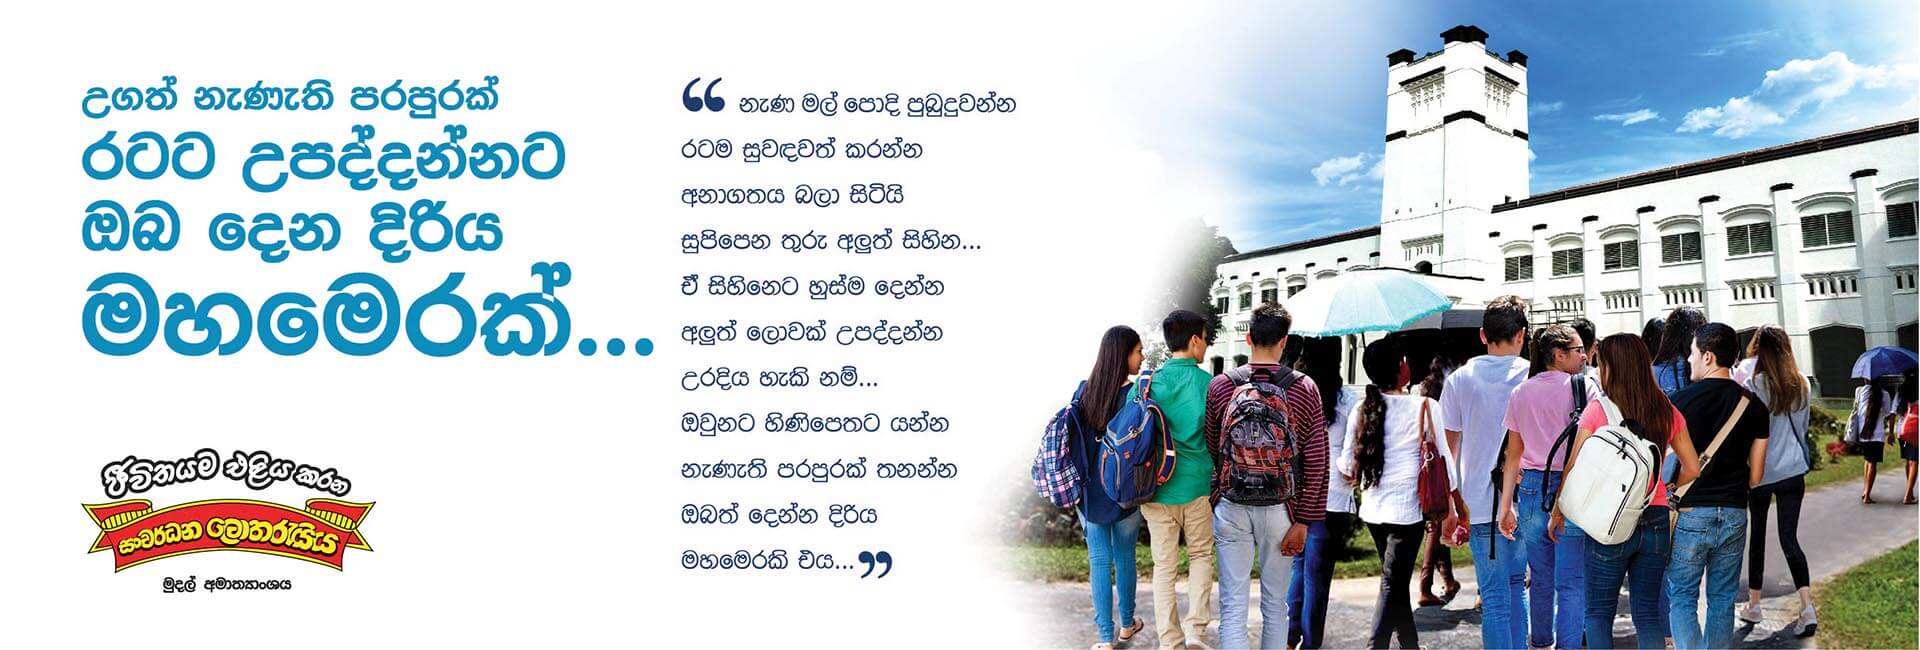 උගත් නැණැති පරපුරක්
රටට උපද්දන්නට
ඔබ දෙන දිරිය
මහමෙරක්...
“ නැණ මල් පොදි පුබුදුවන්න
රටම සුවඳවත් කරන්න
අනාගතය බලා සිටියි
සුපිපෙන තුරු අලුත් සිහින...
ඒ සිහිනෙට හුස්ම දෙන්න
අලුත් ලොවක් උපද්දන්න
උරදිය හැකි නම්...
ඔවුනට හිණිපෙතට යන්න
නැණැති පරපුරක් තනන්න
ඔබත් දෙන්න දිරිය
මහමෙරකි එය...”
ජීවිතයම එළිය කරන
සංවර්ධන ලොතරැයිය
මුදල් අමාත්‍යාංශය